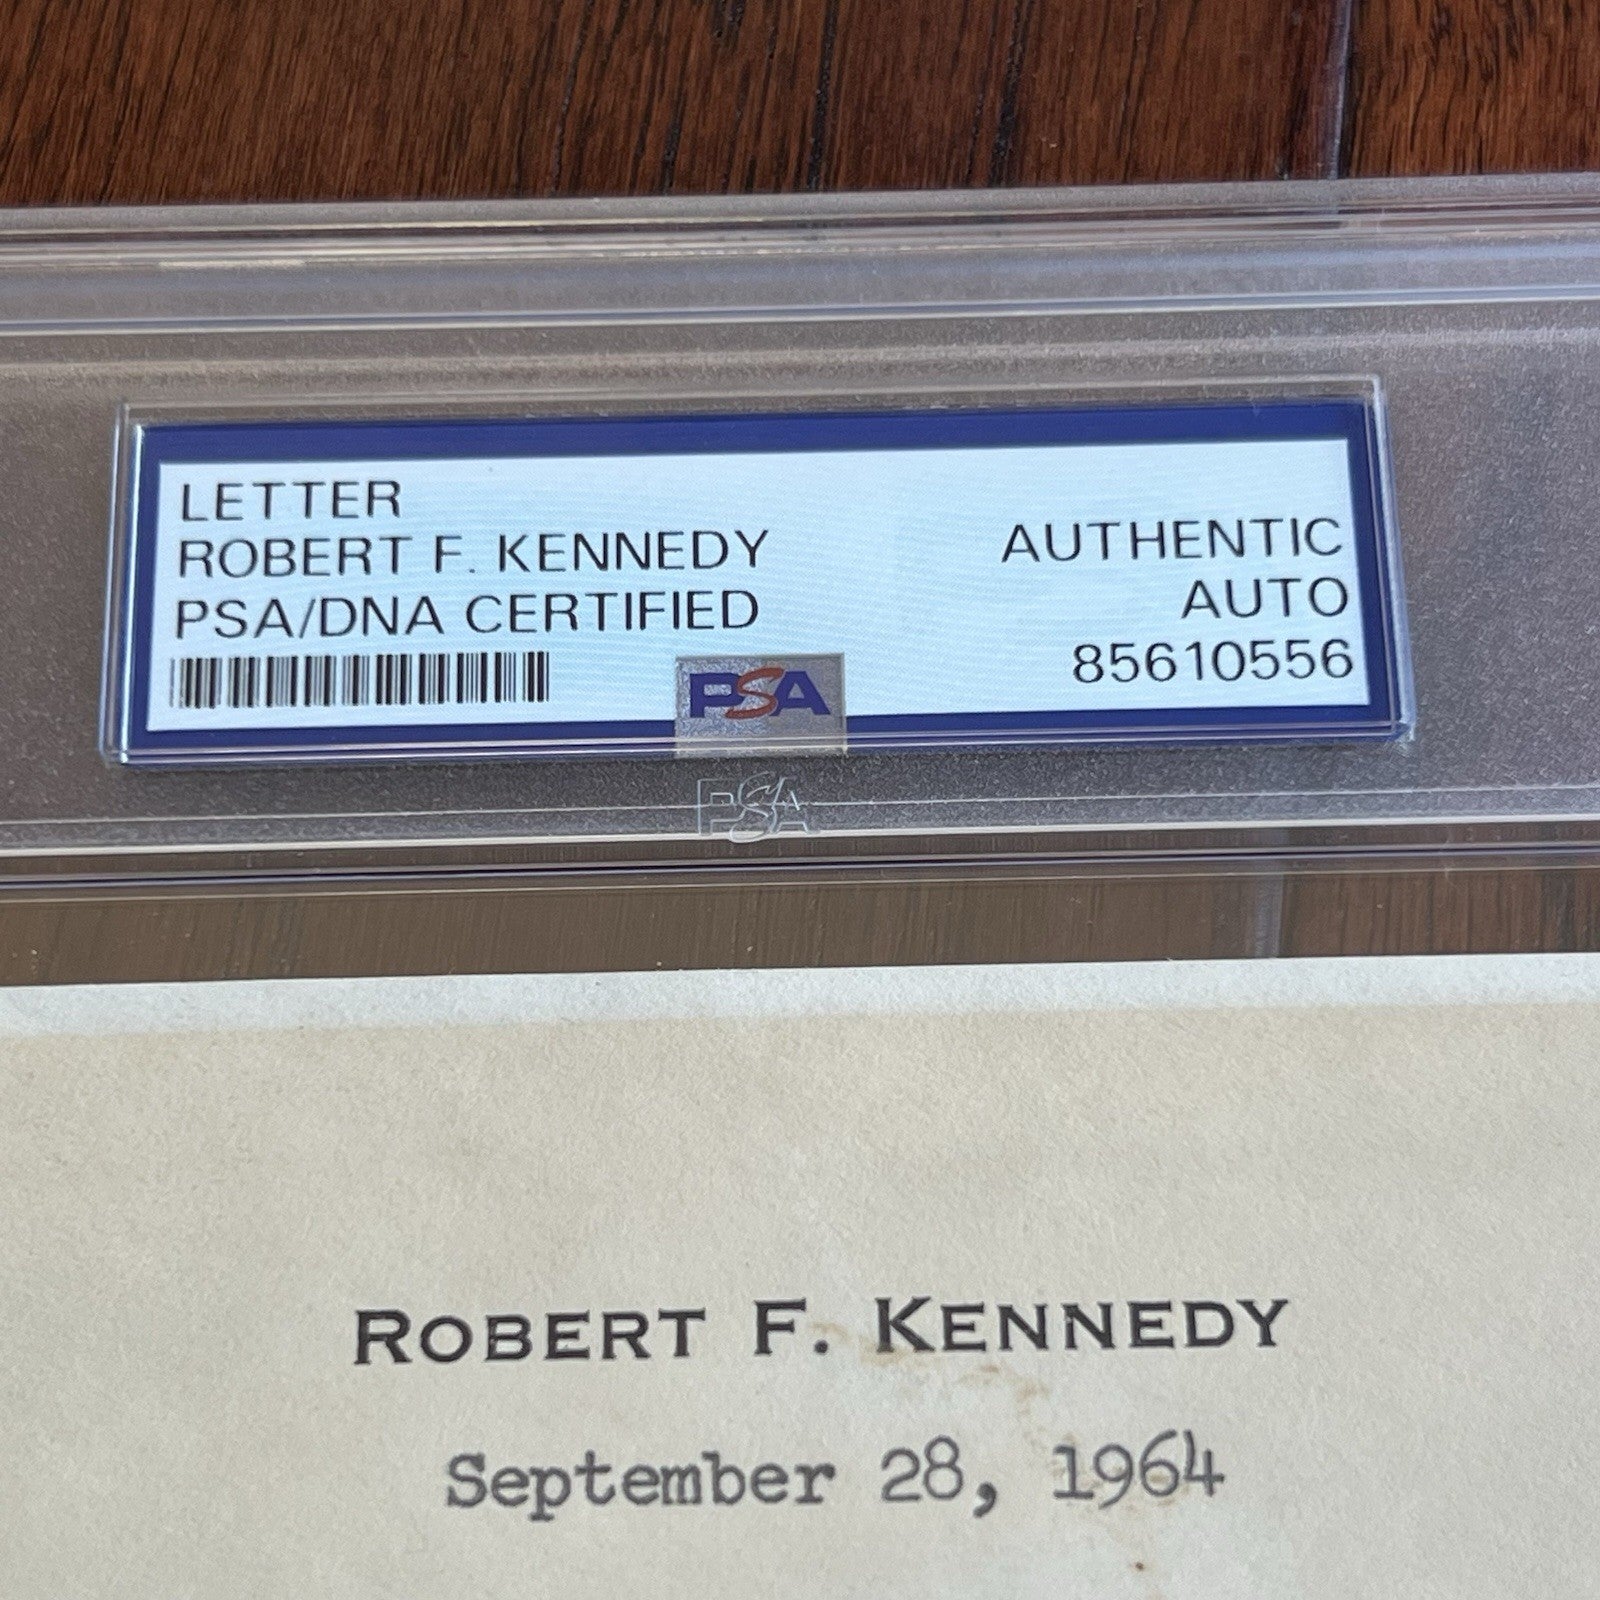 LETTER
ROBERT F. KENNEDY
PSA/DNA CERTIFIED
AUTHENTIC
AUTO
85610556
PSA
PSA
ROBERT F. KENNEDY
September 28, 1964